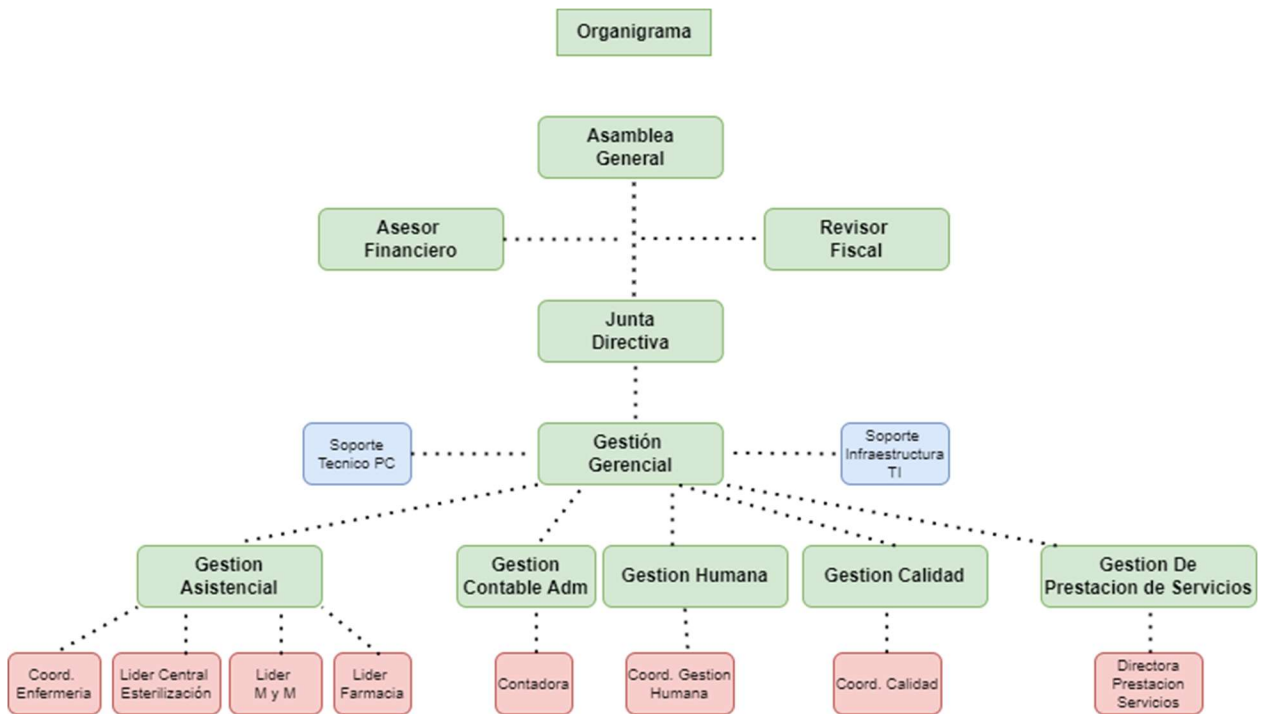 Organigrama
Asamblea
General
Asesor
Financiero
Revisor
Fiscal
Junta
Directiva
Soporte
Tecnico PC
Gestión
Gerencial
Soporte
Infraestructura
TI
Gestion
Asistencial
Gestion
Contable Adm
Gestion Humana
Gestion Calidad
Gestion De
Prestacion de Servicios
Coord.
Enfermeria
Lider Central
Esterilización
Lider
M y M
Lider
Farmacia
Contadora
Coord. Gestion
Humana
Coord. Calidad
Directora
Prestacion
Servicios